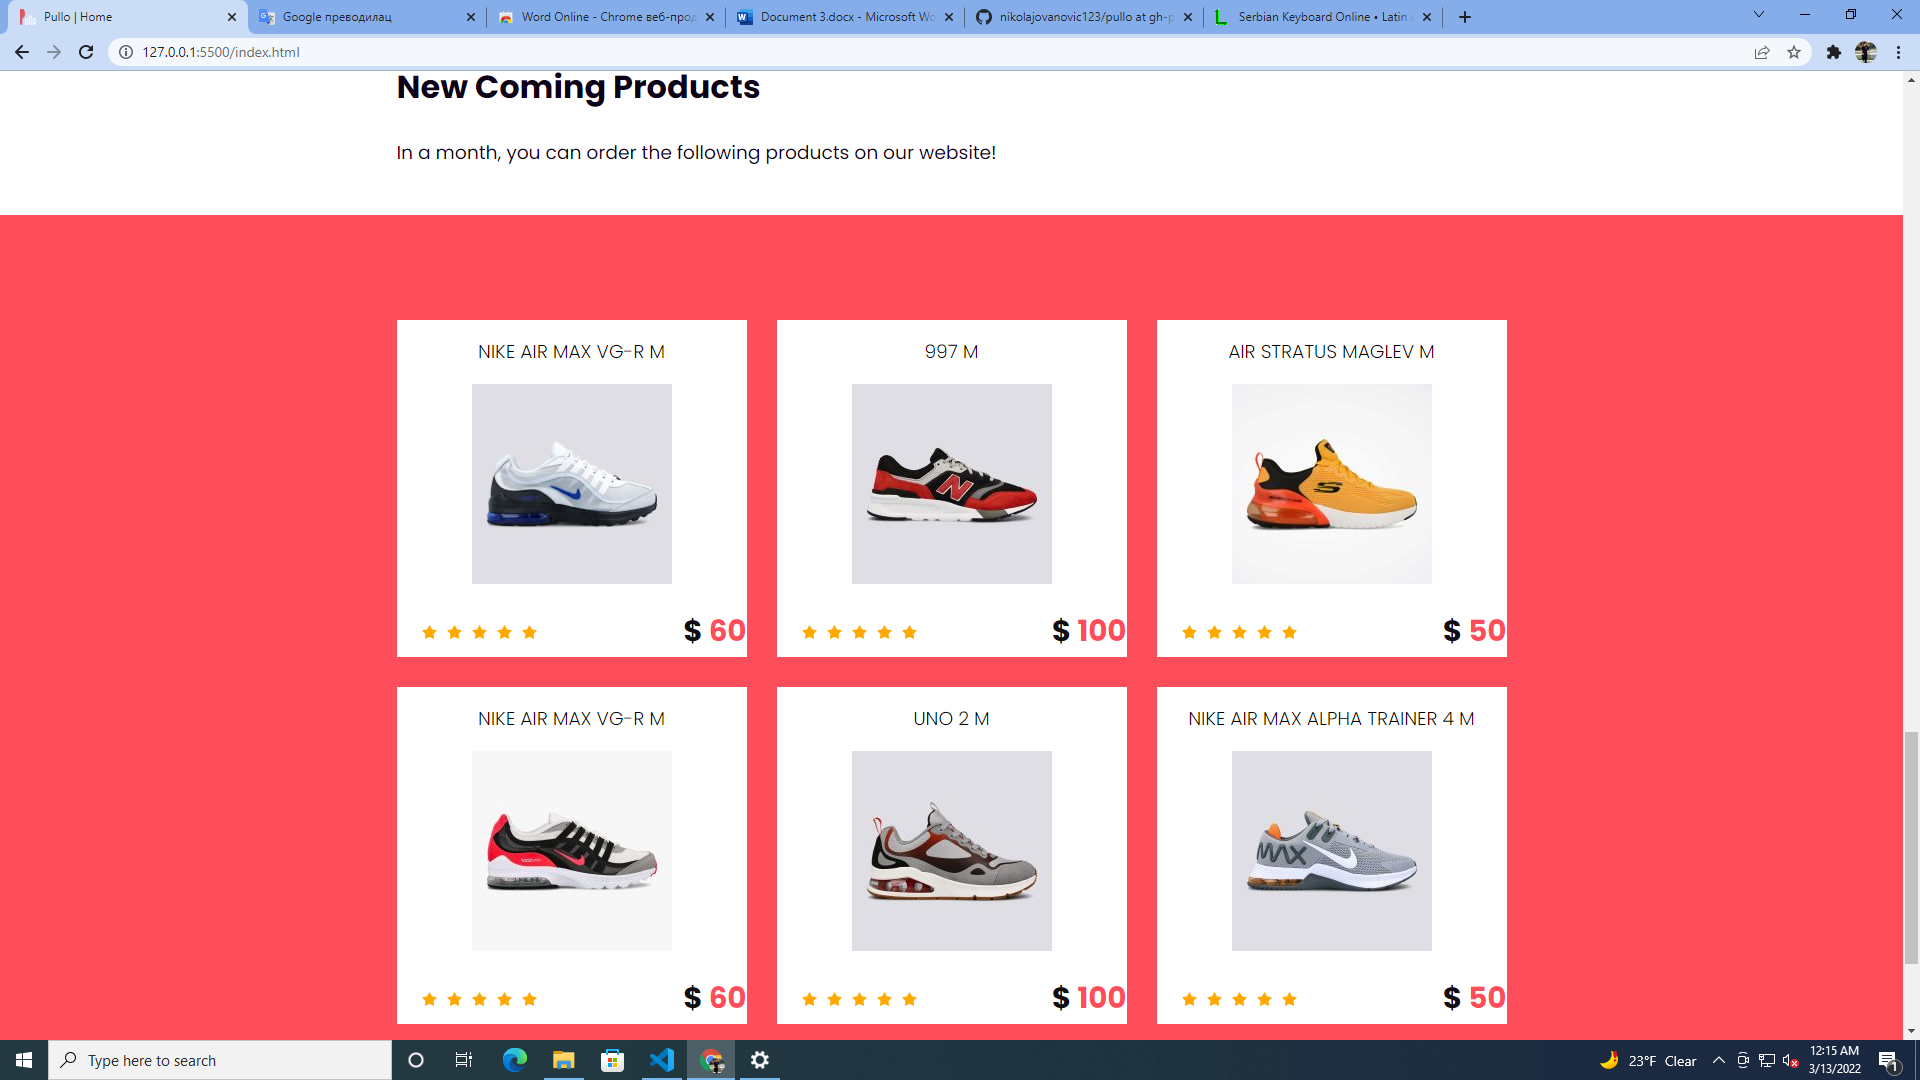 Pullo | Home
Google преводилац
Word Online - Chrome веб-прод
Document 3.docx - Microsoft Wo
nikolajovanovic123/pullo at gh-p
Serbian Keyboard Online • Latin A
127.0.0.1:5500/index.html
New Coming Products
In a month, you can order the following products on our website!
NIKE AIR MAX VG-R M
997 M
AIR STRATUS MAGLEV M
$ 60
$ 100
$ 50
NIKE AIR MAX VG-R M
UNO 2 M
NIKE AIR MAX ALPHA TRAINER 4 M
MAX
$ 60
$ 100
$ 50
Type here to search
23°F Clear
12:15 AM
3/13/2022
1